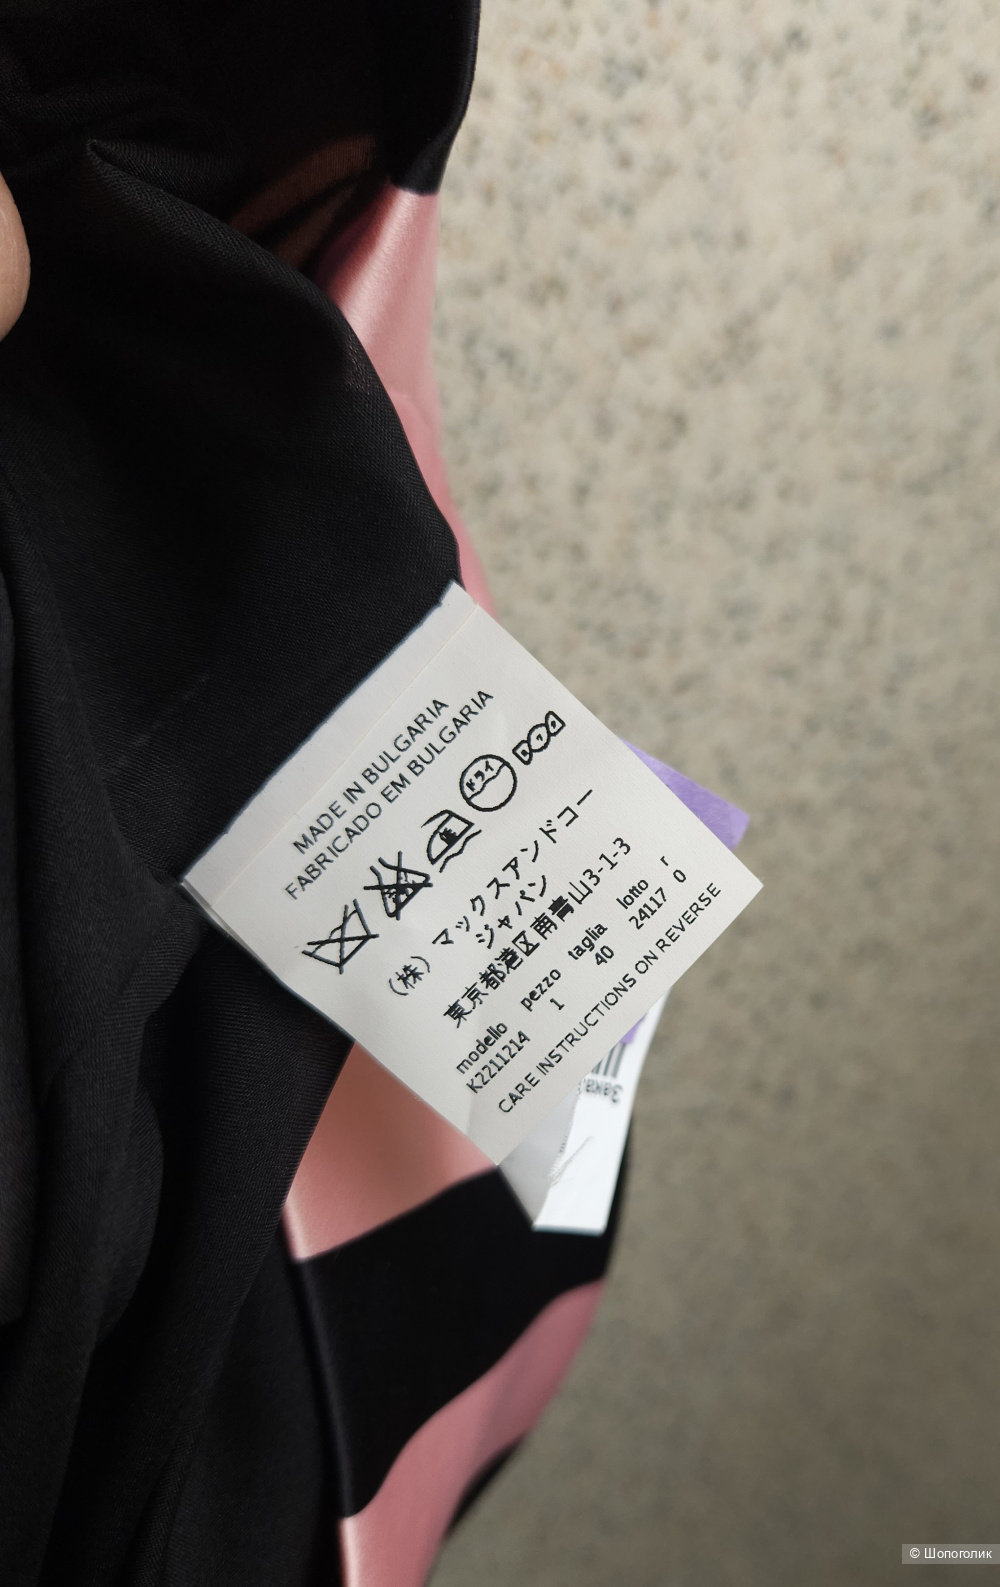 MADE IN BULGARIA
FABRICADO EM BULGARIA
ドライ
(株) マックスアンドコー
ジャパン
東京都港区南青山3-1-3
modello pezzo taglia lotto r
K2211214 1 40 24117 0
CARE INSTRUCTIONS ON REVERSE
© Шопоголик